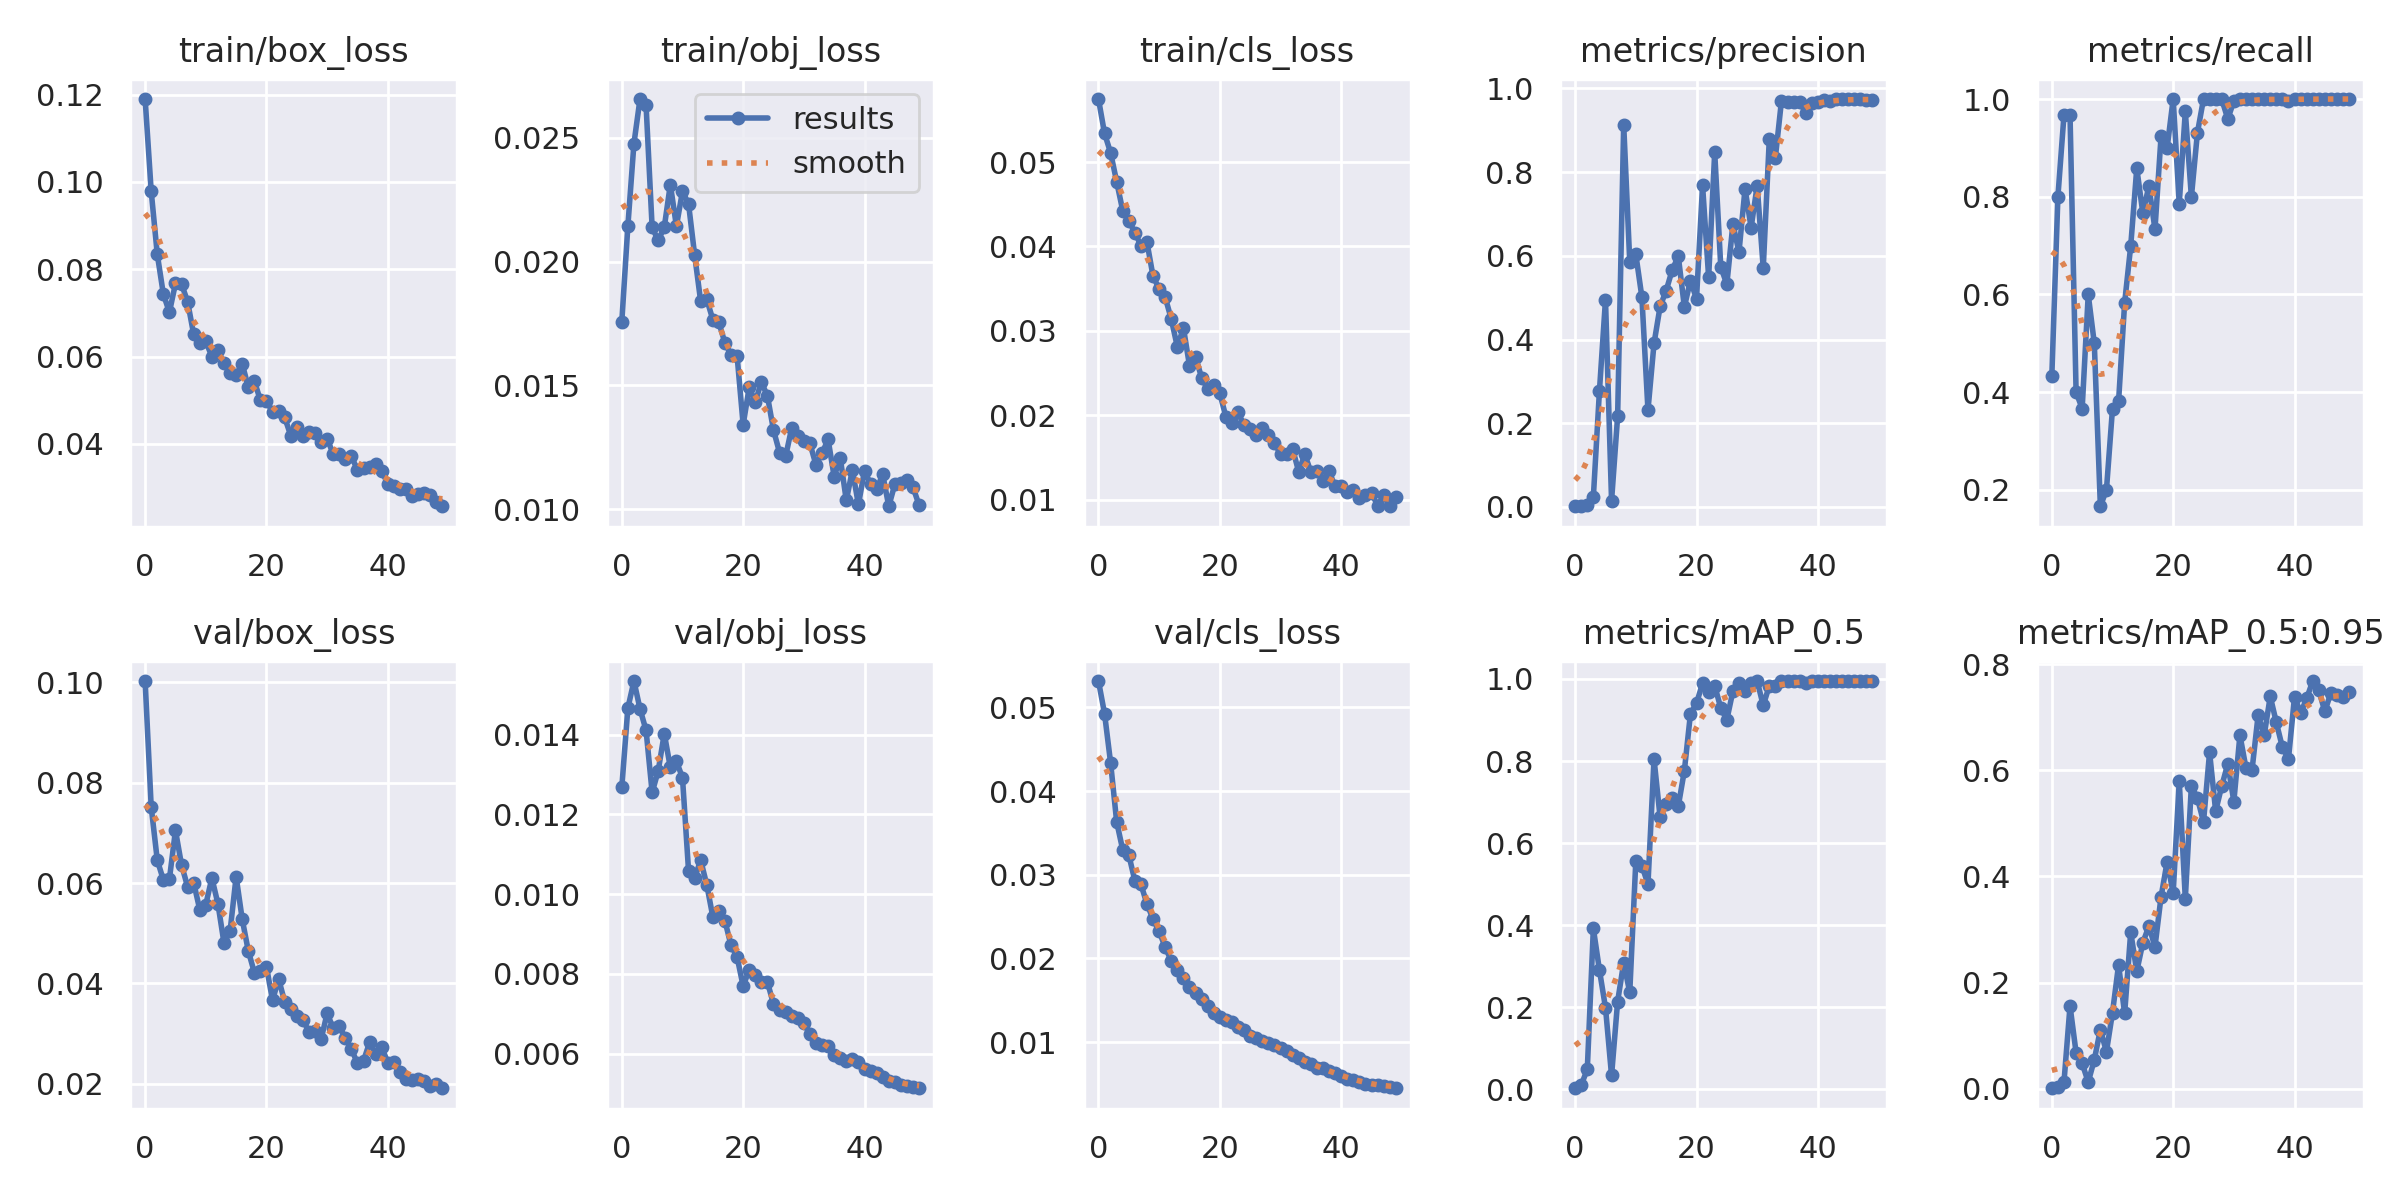 train/box_loss
0.12
0.10
0.08
0.06
0.04
0 20 40
train/obj_loss
results
smooth
0.025
0.020
0.015
0.010
0 20 40
train/cls_loss
0.05
0.04
0.03
0.02
0.01
0 20 40
metrics/precision
1.0
0.8
0.6
0.4
0.2
0.0
0 20 40
metrics/recall
1.0
0.8
0.6
0.4
0.2
0 20 40
val/box_loss
0.10
0.08
0.06
0.04
0.02
0 20 40
val/obj_loss
0.014
0.012
0.010
0.008
0.006
0 20 40
val/cls_loss
0.05
0.04
0.03
0.02
0.01
0 20 40
metrics/mAP_0.5
1.0
0.8
0.6
0.4
0.2
0.0
0 20 40
metrics/mAP_0.5:0.95
0.8
0.6
0.4
0.2
0.0
0 20 40